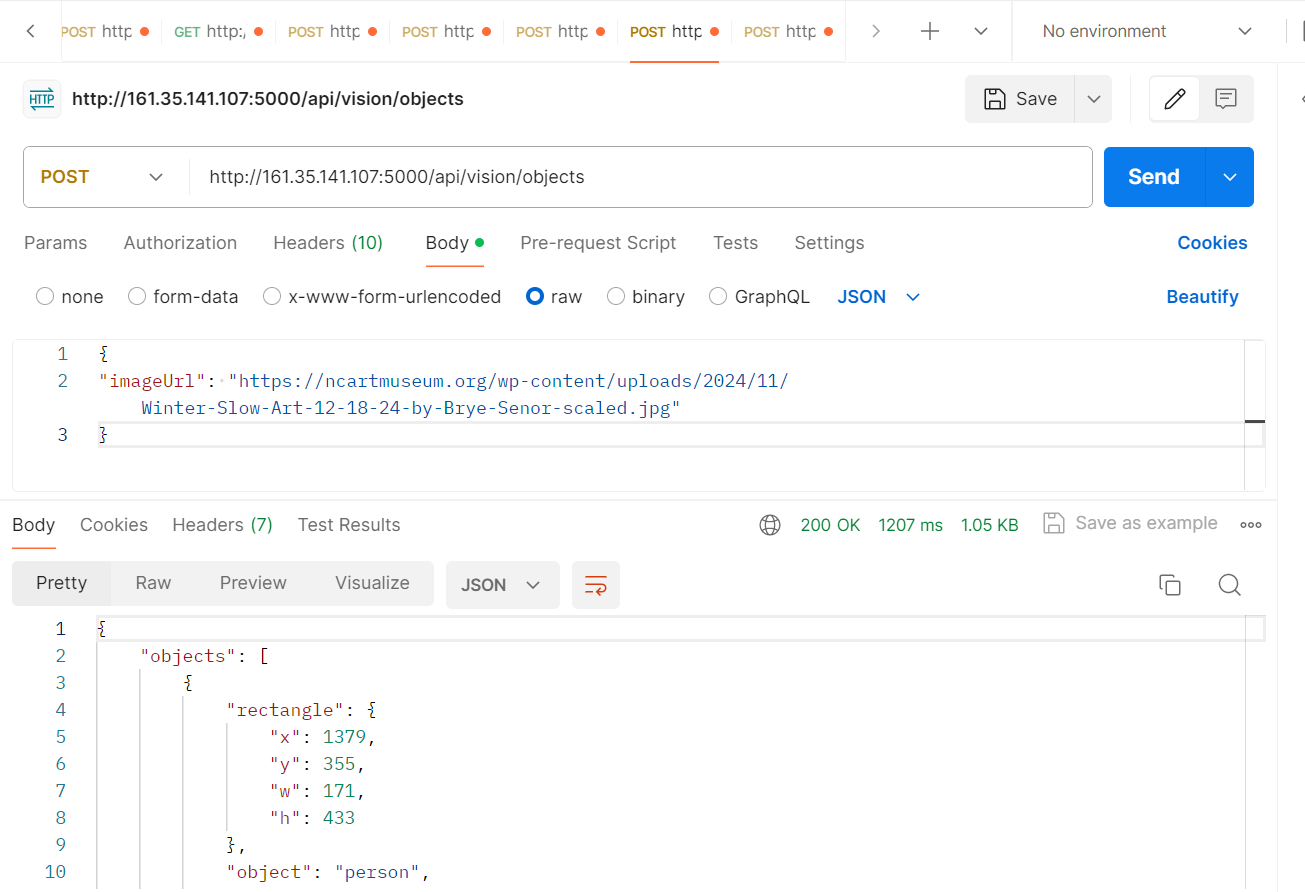 POST http GET http:/ POST http POST http POST http POST http POST http No environment
HTTP http://161.35.141.107:5000/api/vision/objects Save
POST http://161.35.141.107:5000/api/vision/objects Send
Params Authorization Headers (10) Body Pre-request Script Tests Settings Cookies
none form-data x-www-form-urlencoded raw binary GraphQL JSON Beautify
1 {
2 "imageUrl": "https://ncartmuseum.org/wp-content/uploads/2024/11/
Winter-Slow-Art-12-18-24-by-Brye-Senor-scaled.jpg"
3 }
Body Cookies Headers (7) Test Results 200 OK 1207 ms 1.05 KB Save as example
Pretty Raw Preview Visualize JSON
1 {
2 "objects": [
3 {
4 "rectangle": {
5 "x": 1379,
6 "y": 355,
7 "w": 171,
8 "h": 433
9 },
10 "object": "person",